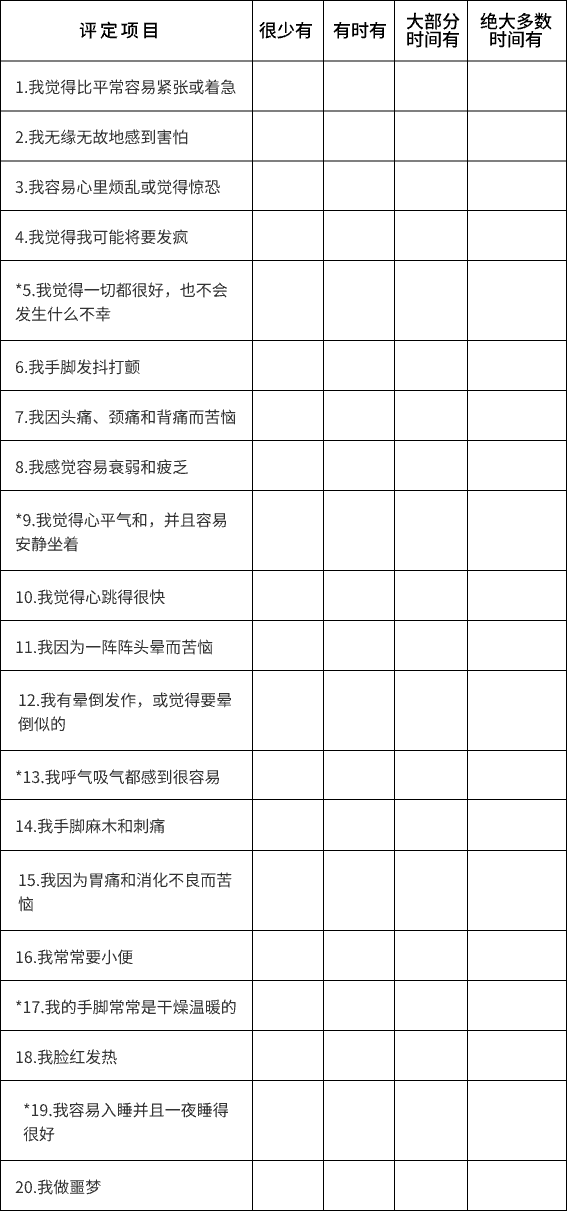 评定项目 很少有 有时有 大部分 绝大多数
时间有 时间有
1.我觉得比平常容易紧张或着急
2.我无缘无故地感到害怕
3.我容易心里烦乱或觉得惊恐
4.我觉得我可能将要发疯
*5.我觉得一切都很好，也不会
发生什么不幸
6.我手脚发抖打颤
7.我因头痛、颈痛和背痛而苦恼
8.我感觉容易衰弱和疲乏
*9.我觉得心平气和，并且容易
安静坐着
10.我觉得心跳得很快
11.我因为一阵阵头晕而苦恼
12.我有晕倒发作，或觉得要晕
倒似的
*13.我呼气吸气都感到很容易
14.我手脚麻木和刺痛
15.我因为胃痛和消化不良而苦
恼
16.我常常要小便
*17.我的手脚常常是干燥温暖的
18.我脸红发热
*19.我容易入睡并且一夜睡得
很好
20.我做噩梦